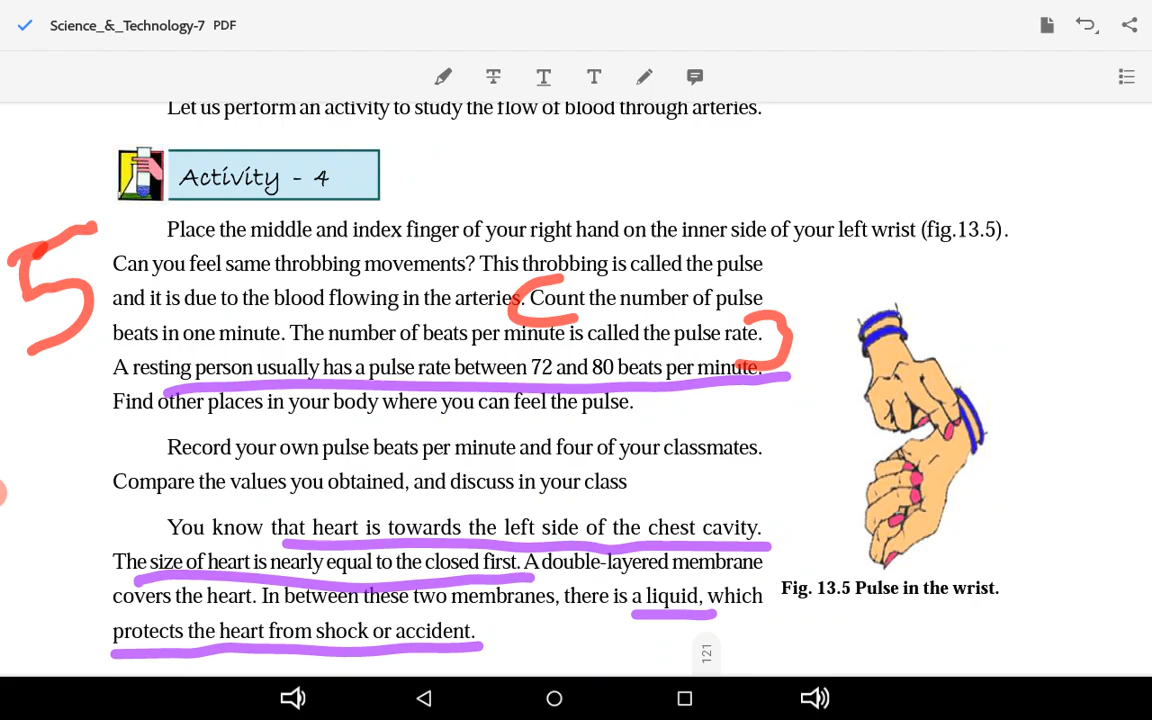 Science_&_Technology-7 PDF
Let us perform an activity to study the flow of blood through arteries.
Activity - 4
5
Place the middle and index finger of your right hand on the inner side of your left wrist (fig.13.5).
Can you feel same throbbing movements? This throbbing is called the pulse
and it is due to the blood flowing in the arteries. Count the number of pulse
beats in one minute. The number of beats per minute is called the pulse rate.
A resting person usually has a pulse rate between 72 and 80 beats per minute.
Find other places in your body where you can feel the pulse.
Record your own pulse beats per minute and four of your classmates.
Compare the values you obtained, and discuss in your class
You know that heart is towards the left side of the chest cavity.
The size of heart is nearly equal to the closed first. A double-layered membrane
covers the heart. In between these two membranes, there is a liquid, which
protects the heart from shock or accident.
Fig. 13.5 Pulse in the wrist.
121